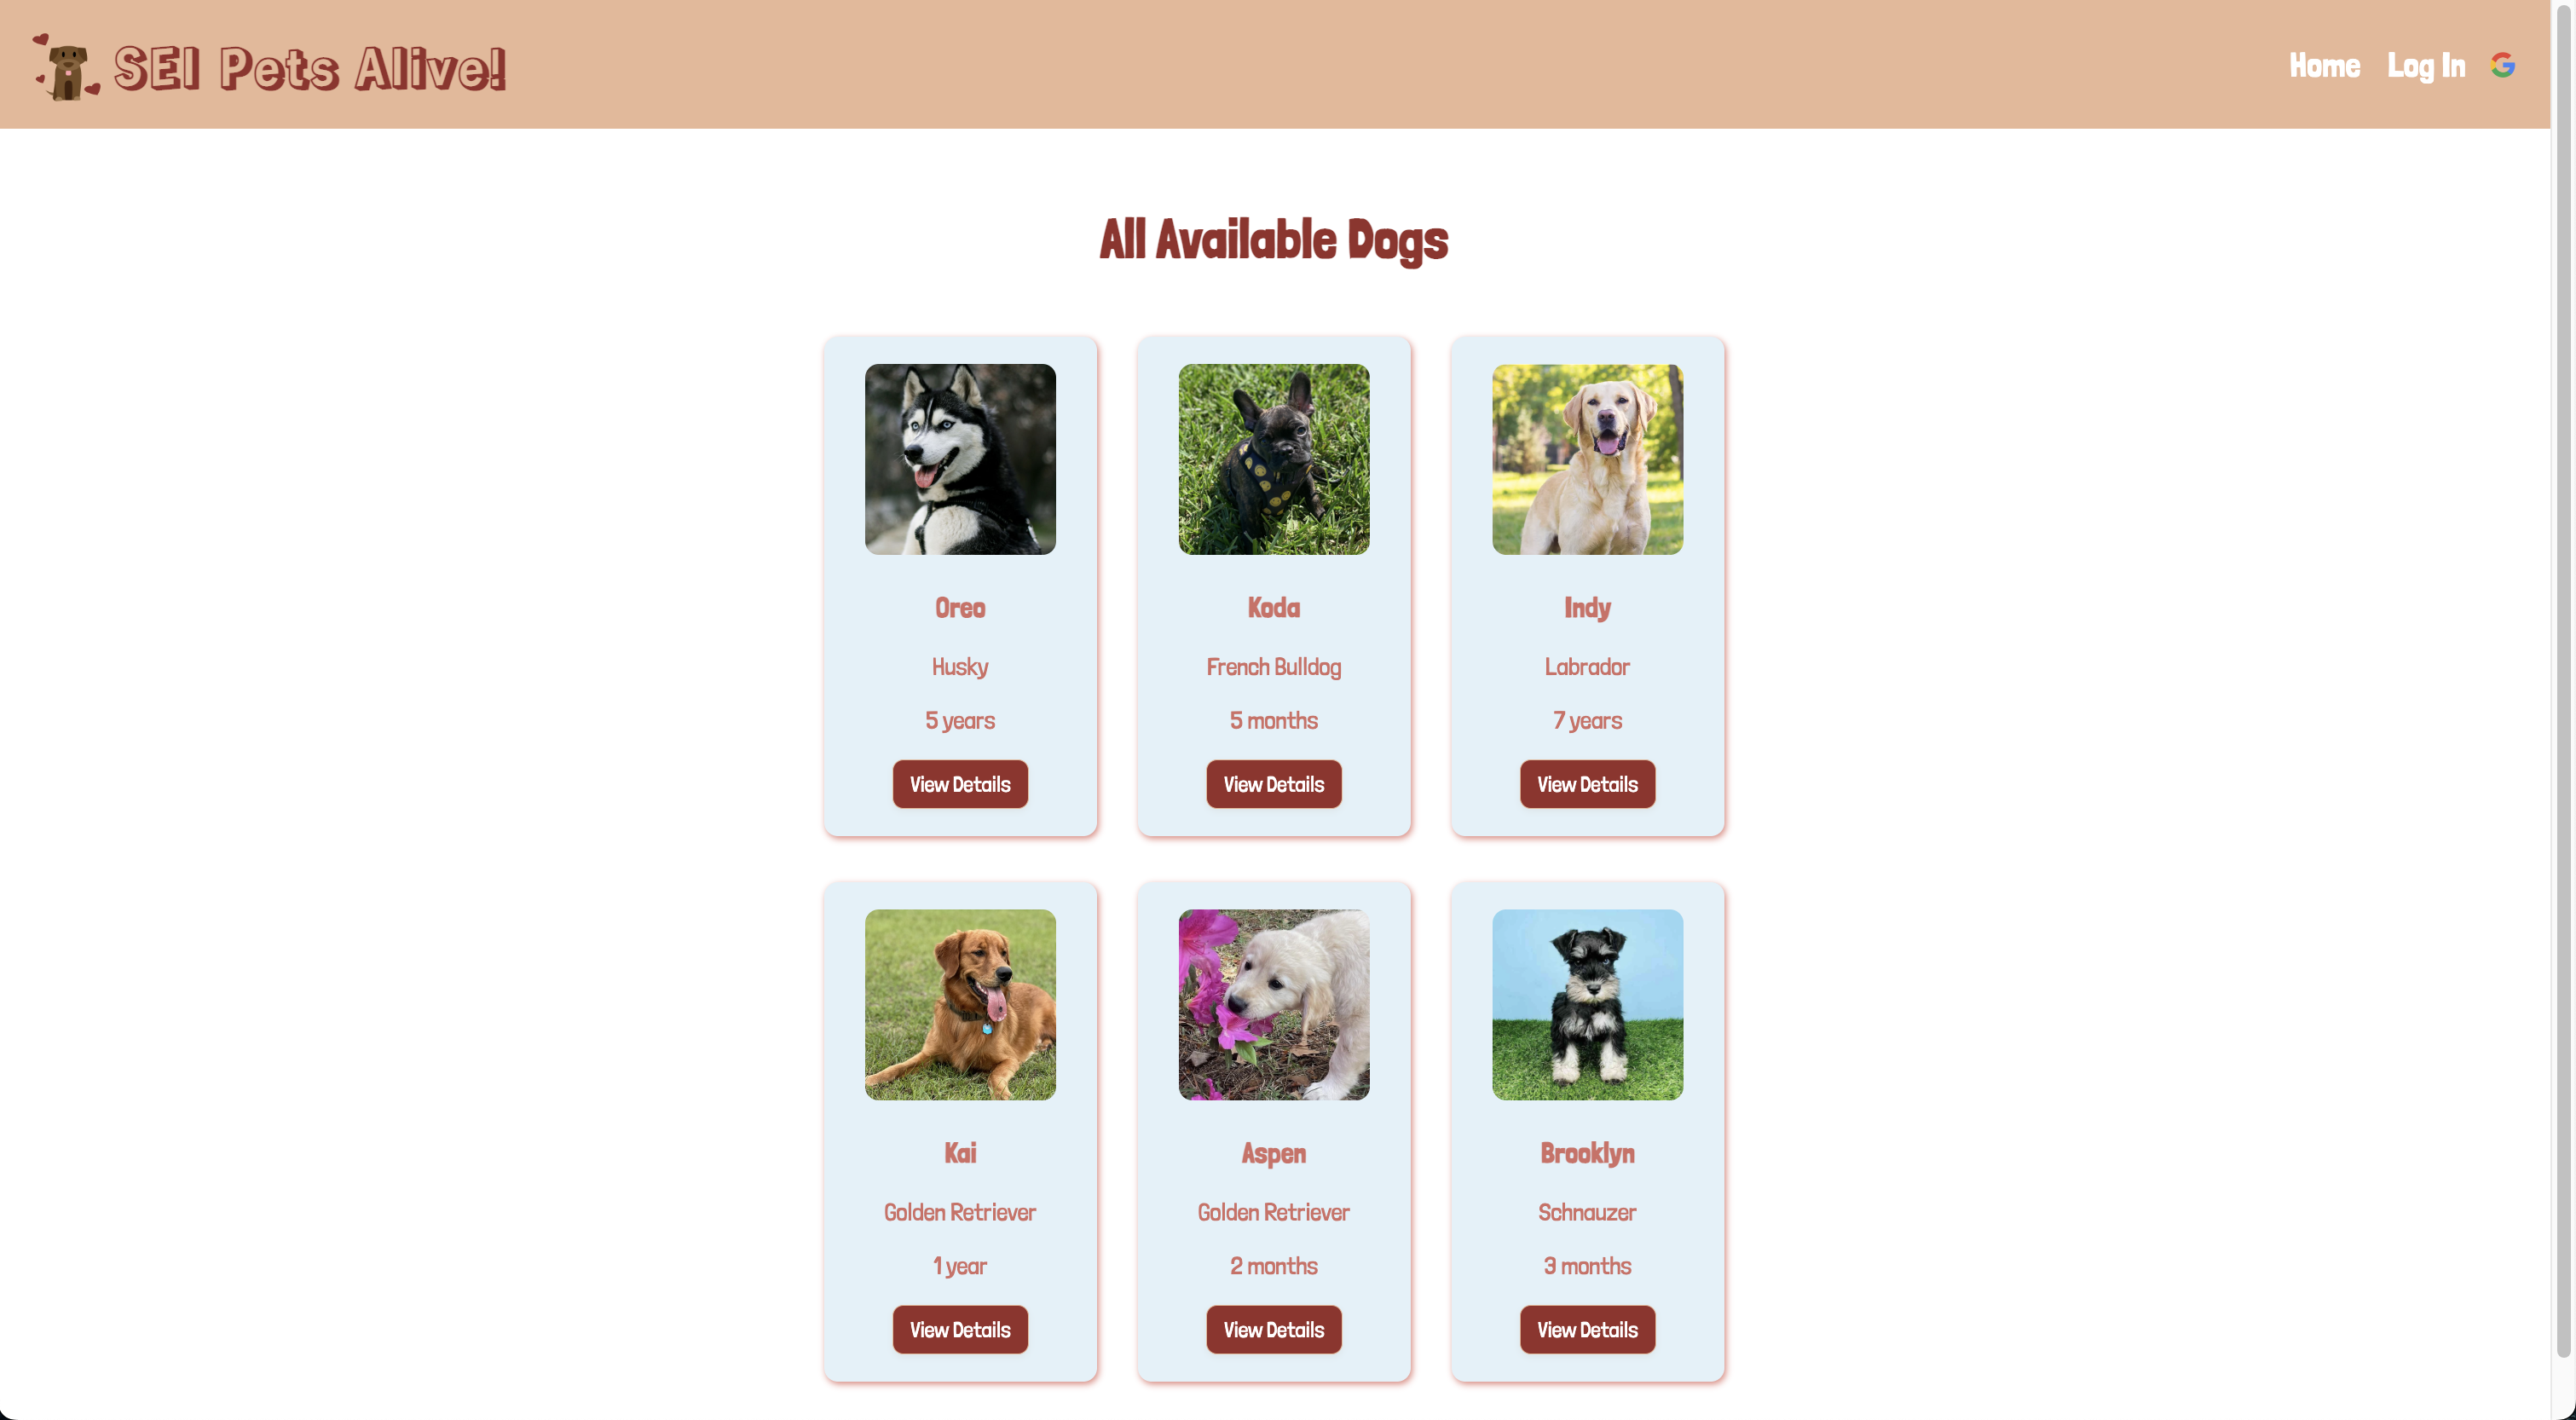 SEI Pets Alive!
Home Log In
All Available Dogs
Oreo
Husky
5 years
View Details
Koda
French Bulldog
5 months
View Details
Indy
Labrador
7 years
View Details
Kai
Golden Retriever
1 year
View Details
Aspen
Golden Retriever
2 months
View Details
Brooklyn
Schnauzer
3 months
View Details